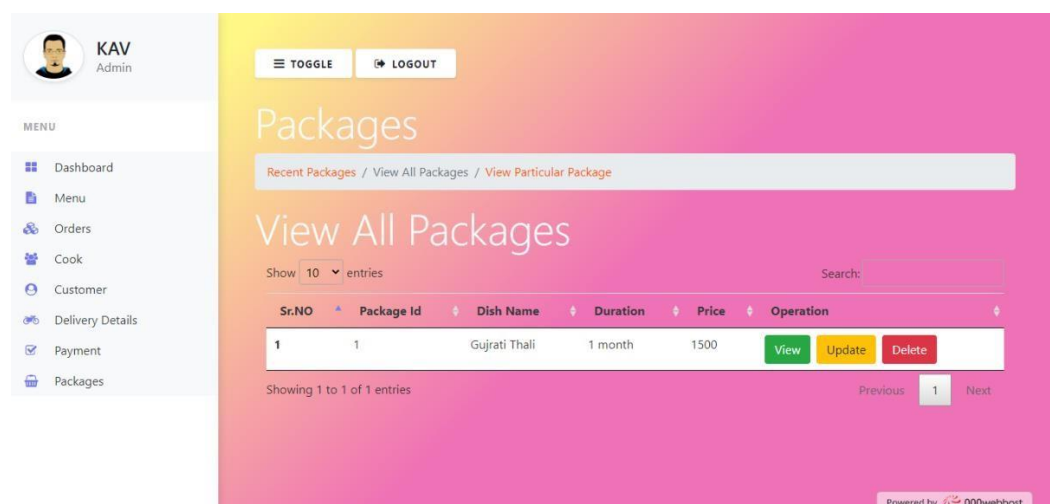 KAV
Admin
MENU
Dashboard
Menu
Orders
Cook
Customer
Delivery Details
Payment
Packages
TOGGLE
LOGOUT
Packages
Recent Packages / View All Packages / View Particular Package
View All Packages
Show 10 entries
Search:
Sr.NO Package Id Dish Name Duration Price Operation
1 1 Gujrati Thali 1 month 1500 View Update Delete
Showing 1 to 1 of 1 entries
Previous 1 Next
Powered by 000webhost